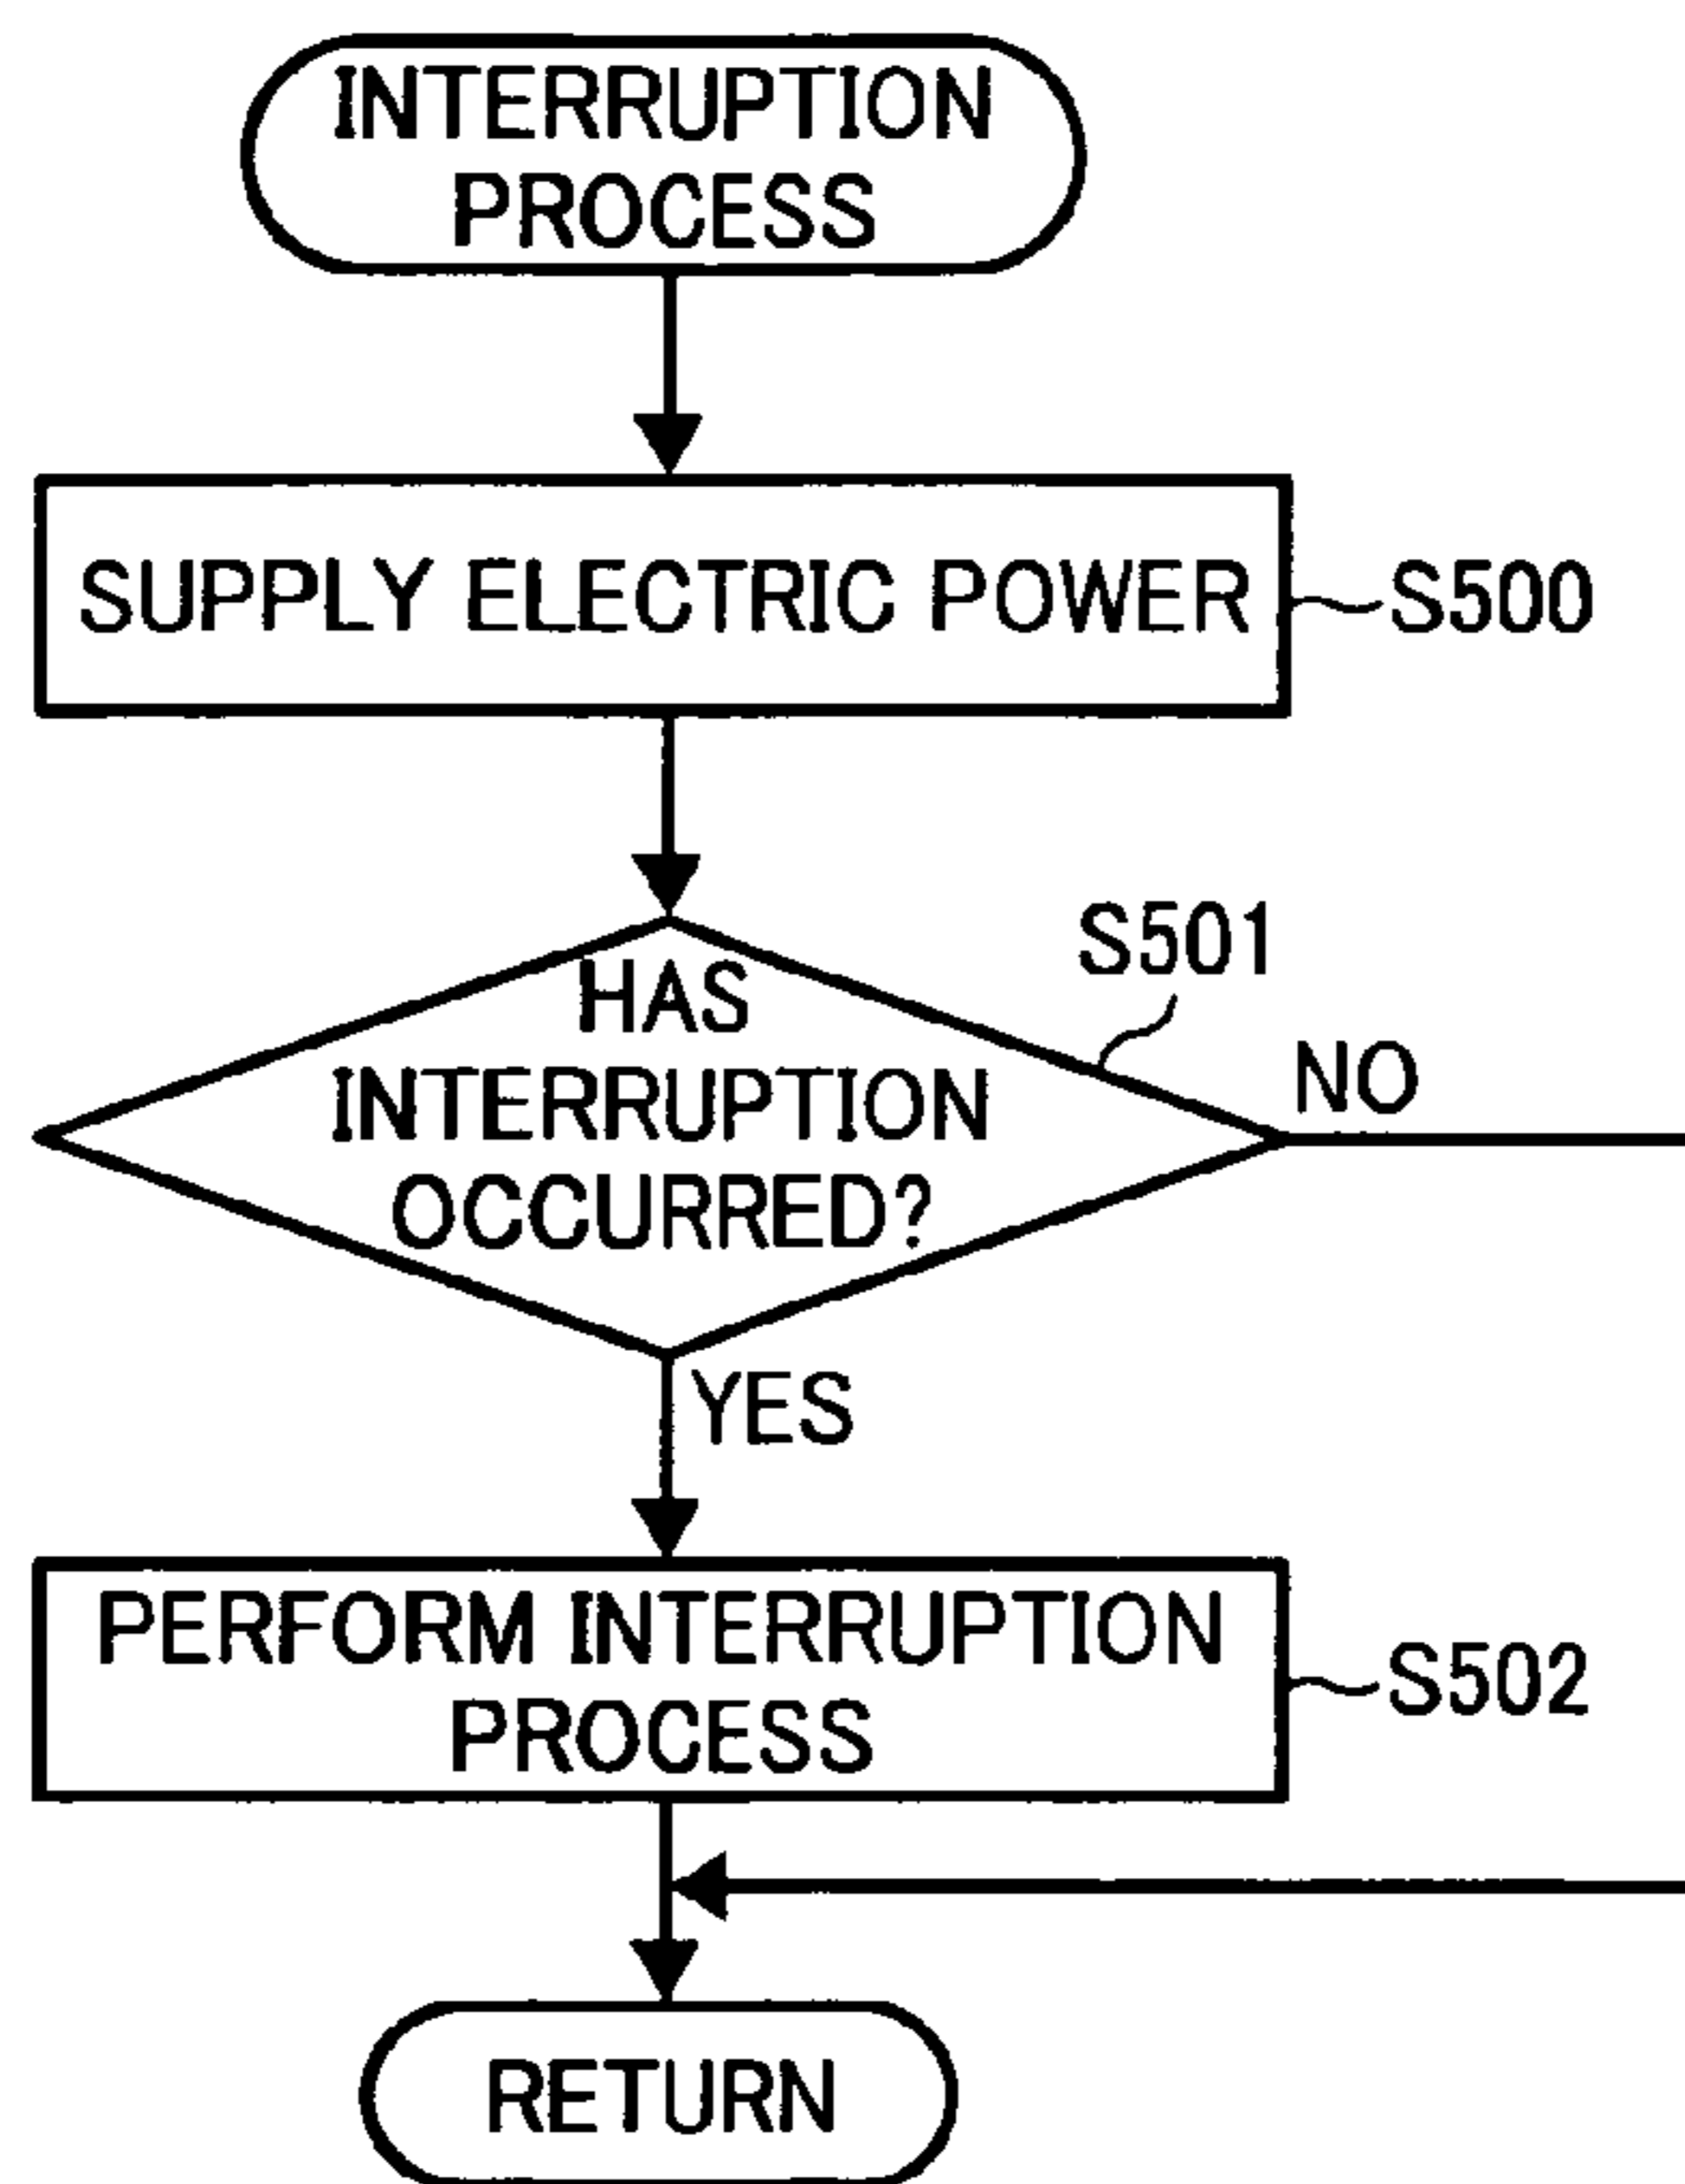 INTERRUPTION
PROCESS
SUPPLY ELECTRIC POWER
S500
S501
HAS
INTERRUPTION
OCCURRED?
NO
YES
PERFORM INTERRUPTION
PROCESS
S502
RETURN